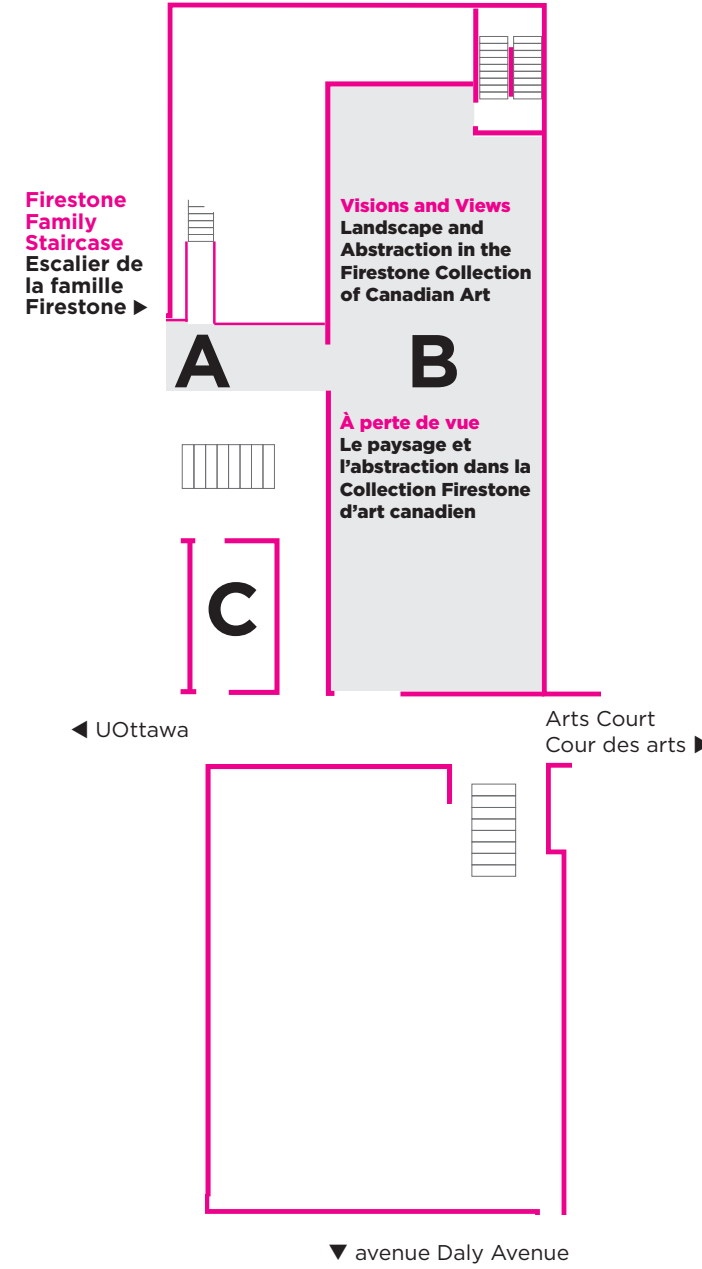 Firestone
Family
Staircase
Escalier de
la famille
Firestone ▶
Visions and Views
Landscape and
Abstraction in the
Firestone Collection
of Canadian Art
A
B
À perte de vue
Le paysage et
l'abstraction dans la
Collection Firestone
d'art canadien
C
◀ UOttawa
Arts Court
Cour des arts ▶
▼ avenue Daly Avenue